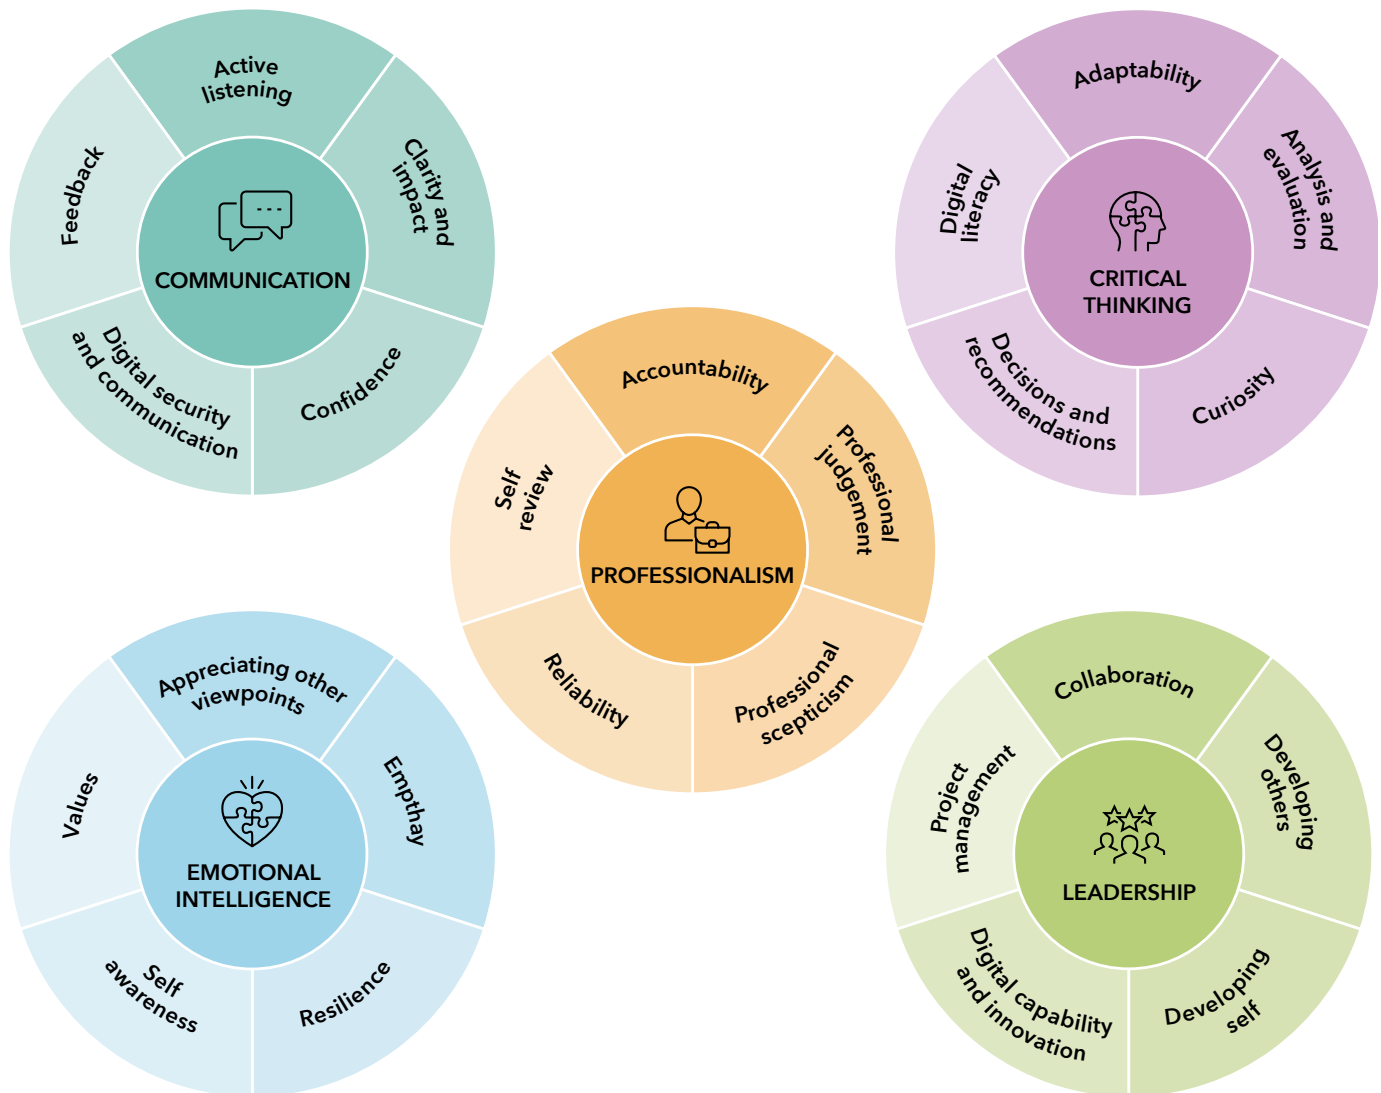 Active
listening
Clarity and
impact
Confidence
Digital security
and communication
Feedback
COMMUNICATION
Adaptability
Analysis and
evaluation
Curiosity
Decisions and
recommendations
Digital
literacy
CRITICAL
THINKING
Accountability
Professional
judgement
Professional
scepticism
Reliability
Self
review
PROFESSIONALISM
Appreciating other
viewpoints
Empthay
Resilience
Self
awareness
Values
EMOTIONAL
INTELLIGENCE
Collaboration
Developing
others
Developing
self
Digital capability
and innovation
Project
management
LEADERSHIP